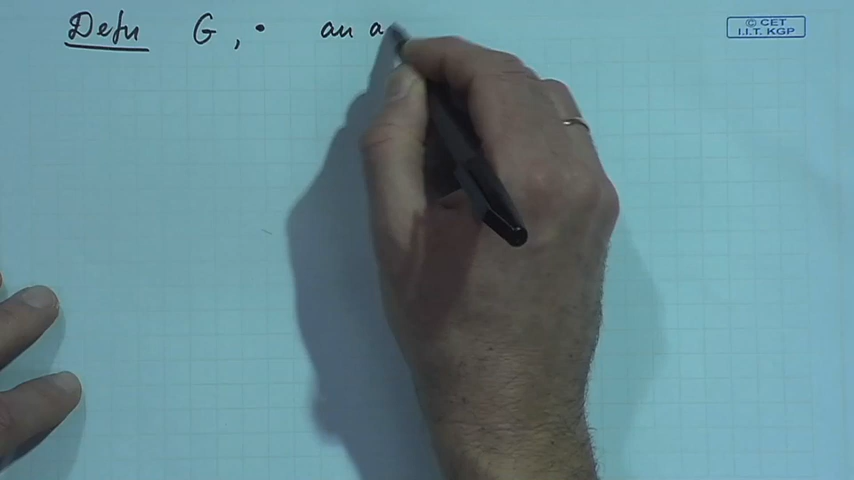 Defn G, • an a
© CET
I.I.T. KGP